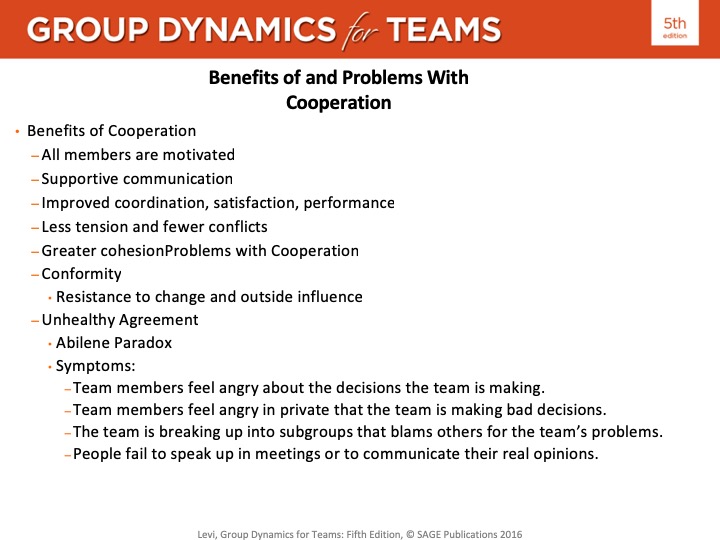 GROUP DYNAMICS for TEAMS
5th
edition
Benefits of and Problems With
Cooperation
• Benefits of Cooperation
– All members are motivated
– Supportive communication
– Improved coordination, satisfaction, performance
– Less tension and fewer conflicts
– Greater cohesionProblems with Cooperation
– Conformity
• Resistance to change and outside influence
– Unhealthy Agreement
• Abilene Paradox
• Symptoms:
– Team members feel angry about the decisions the team is making.
– Team members feel angry in private that the team is making bad decisions.
– The team is breaking up into subgroups that blams others for the team’s problems.
– People fail to speak up in meetings or to communicate their real opinions.
Levi, Group Dynamics for Teams: Fifth Edition, © SAGE Publications 2016